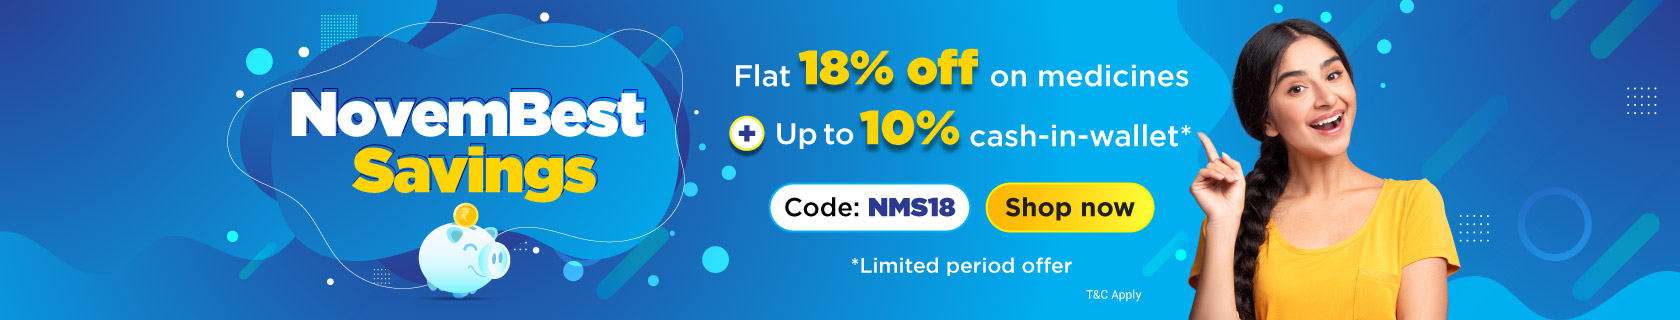 NovemBest
Savings
Flat 18% off on medicines
+ Up to 10% cash-in-wallet*
Code: NMS18
Shop now
*Limited period offer
T&C Apply
₹